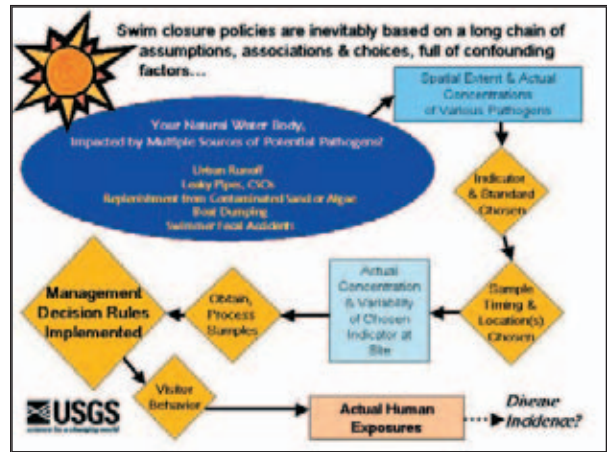 Swim closure policies are inevitably based on a long chain of
assumptions, associations & choices, full of confounding
factors…
Your Natural Water Body,
Impacted by Multiple Sources of Potential Pathogens?
Urban Runoff
Leaky Pipes, CSOs
Replenishment from Contaminated Sand or Algae
Boat Dumping
Swimmer Fecal Accidents
Spatial Extent & Actual
Concentrations
of Various Pathogens
Indicator
& Standard
Chosen
Sample
Timing &
Location(s)
Chosen
Actual
Concentration
& Variability
of Chosen
Indicator at
Site
Obtain,
Process
Samples
Management
Decision Rules
Implemented
Visitor
Behavior
Actual Human
Exposures
Disease
Incidence?
USGS
science for a changing world